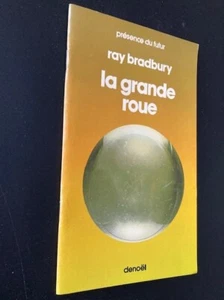 présence du futur
ray bradbury
la grande
roue
denoël